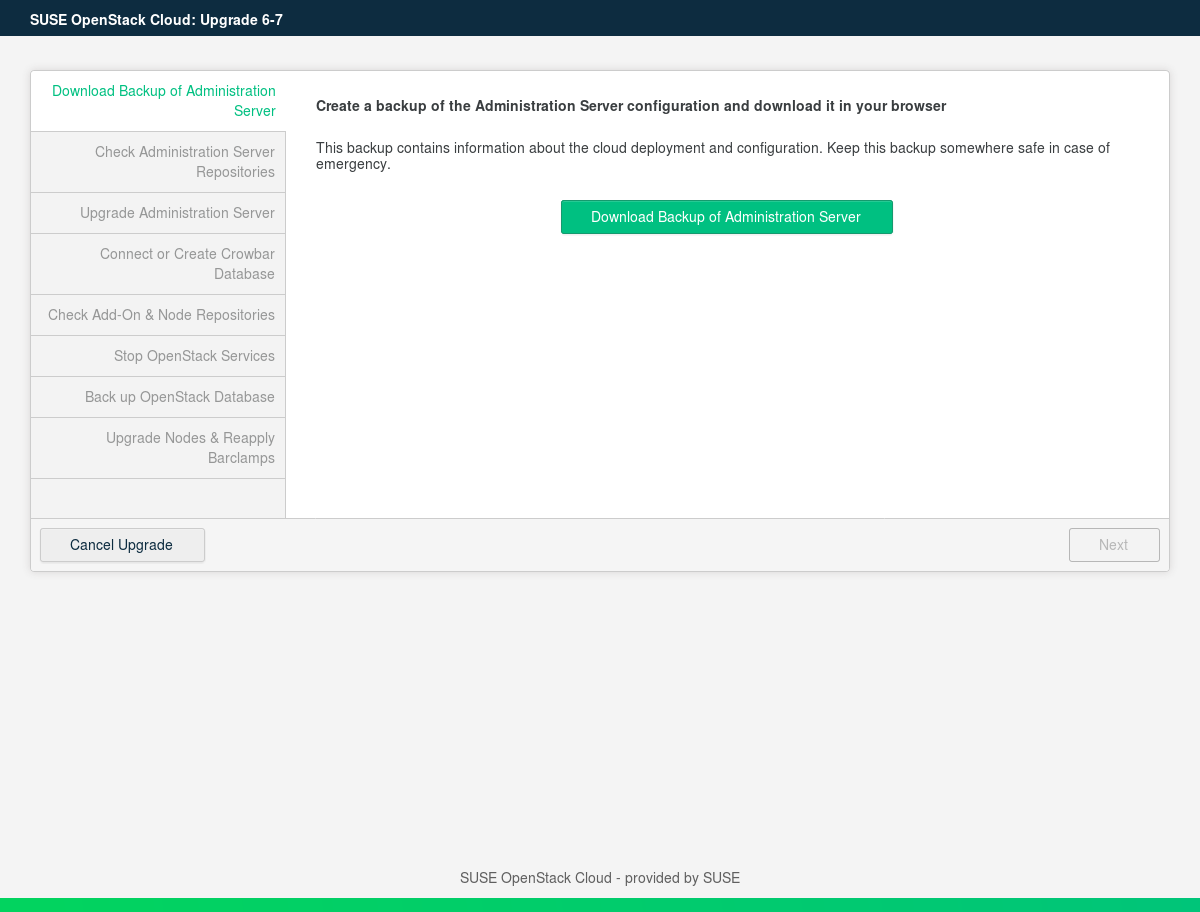 SUSE OpenStack Cloud: Upgrade 6-7
Download Backup of Administration
Server
Check Administration Server
Repositories
Upgrade Administration Server
Connect or Create Crowbar
Database
Check Add-On & Node Repositories
Stop OpenStack Services
Back up OpenStack Database
Upgrade Nodes & Reapply
Barclamps
Create a backup of the Administration Server configuration and download it in your browser
This backup contains information about the cloud deployment and configuration. Keep this backup somewhere safe in case of
emergency.
Download Backup of Administration Server
Cancel Upgrade
Next
SUSE OpenStack Cloud - provided by SUSE